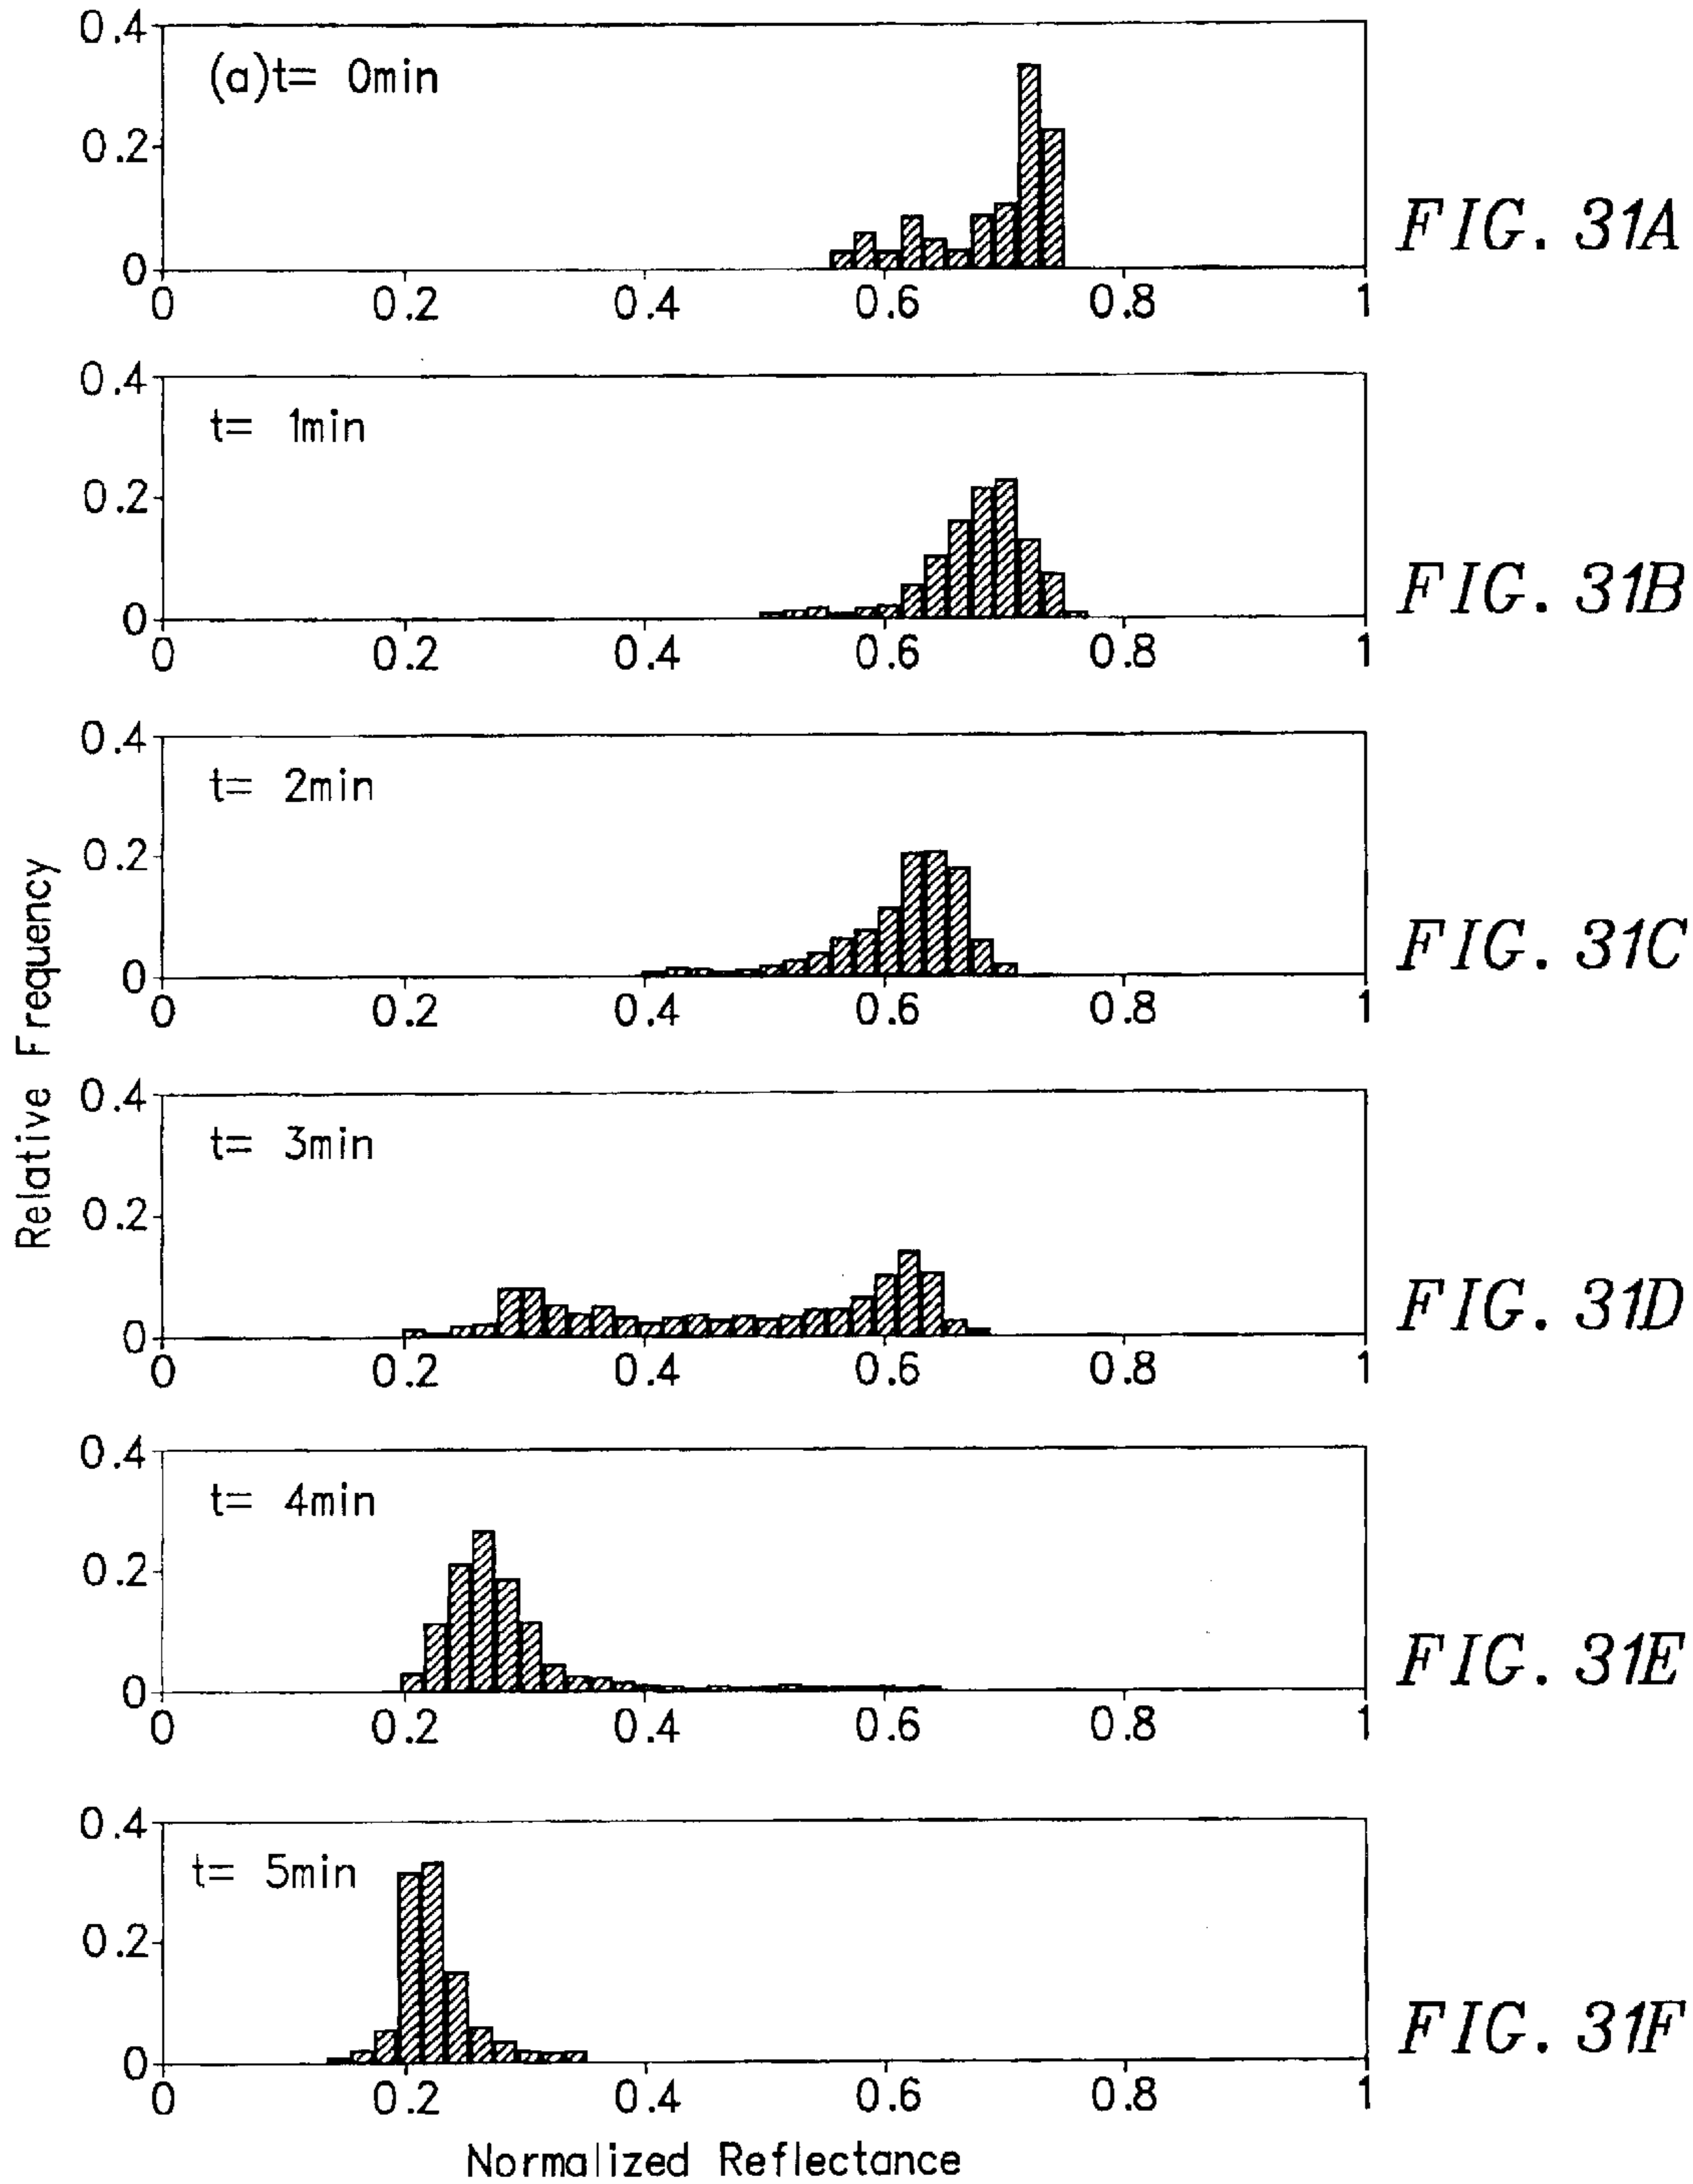 0.4
(a)t= 0min
0.2
0
0 0.2 0.4 0.6 0.8 1
FIG. 31A
0.4
t= 1min
0.2
0
0 0.2 0.4 0.6 0.8 1
FIG. 31B
0.4
t= 2min
0.2
0
0 0.2 0.4 0.6 0.8 1
FIG. 31C
Relative Frequency
0.4
t= 3min
0.2
0
0 0.2 0.4 0.6 0.8 1
FIG. 31D
0.4
t= 4min
0.2
0
0 0.2 0.4 0.6 0.8 1
FIG. 31E
0.4
t= 5min
0.2
0
0 0.2 0.4 0.6 0.8 1
FIG. 31F
Normalized Reflectance